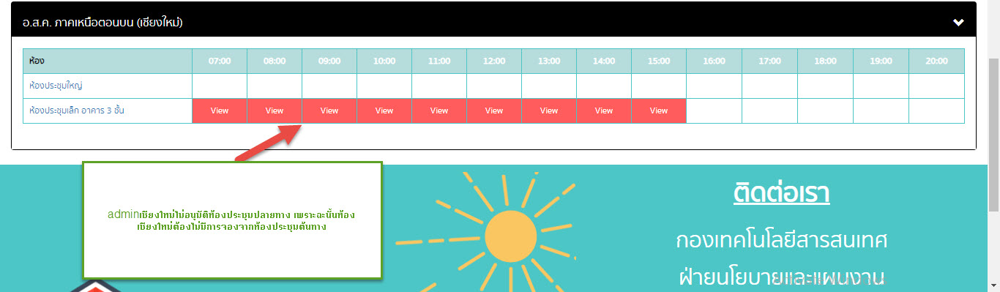 อ.ส.ค. ภาคเหนือตอนบน (เชียงใหม่)
ห้อง 07:00 08:00 09:00 10:00 11:00 12:00 13:00 14:00 15:00 16:00 17:00 18:00 19:00 20:00
ห้องประชุมใหญ่
ห้องประชุมเล็ก อาคาร 3 ชั้น View View View View View View View View View
adminเชียงใหม่ไม่อนุมัติห้องประชุมปลายทาง เพราะฉะนั้นห้อง
เชียงใหม่ต้องไม่มีการจองจากห้องประชุมต้นทาง
ติดต่อเรา
กองเทคโนโลยีสารสนเทศ
ฝ่ายนโยบายและแผนงาน